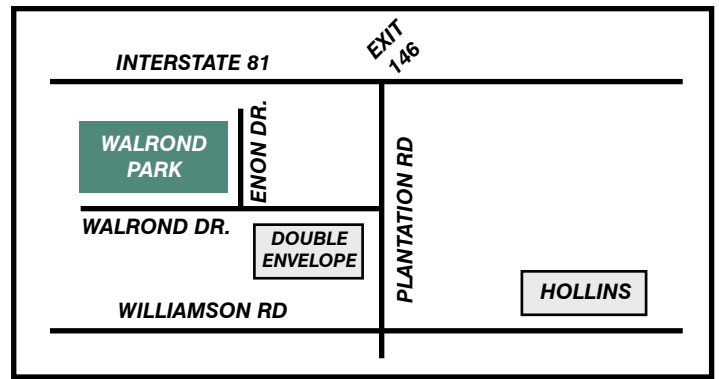 INTERSTATE 81
EXIT
146
WALROND
PARK
ENON DR.
PLANTATION RD
WALROND DR.
DOUBLE
ENVELOPE
HOLLINS
WILLIAMSON RD